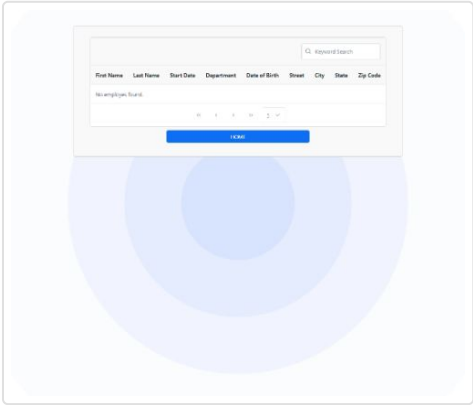 Keyword Search
First Name Last Name Start Date Department Date of Birth Street City State Zip Code
No employee found.
HOME